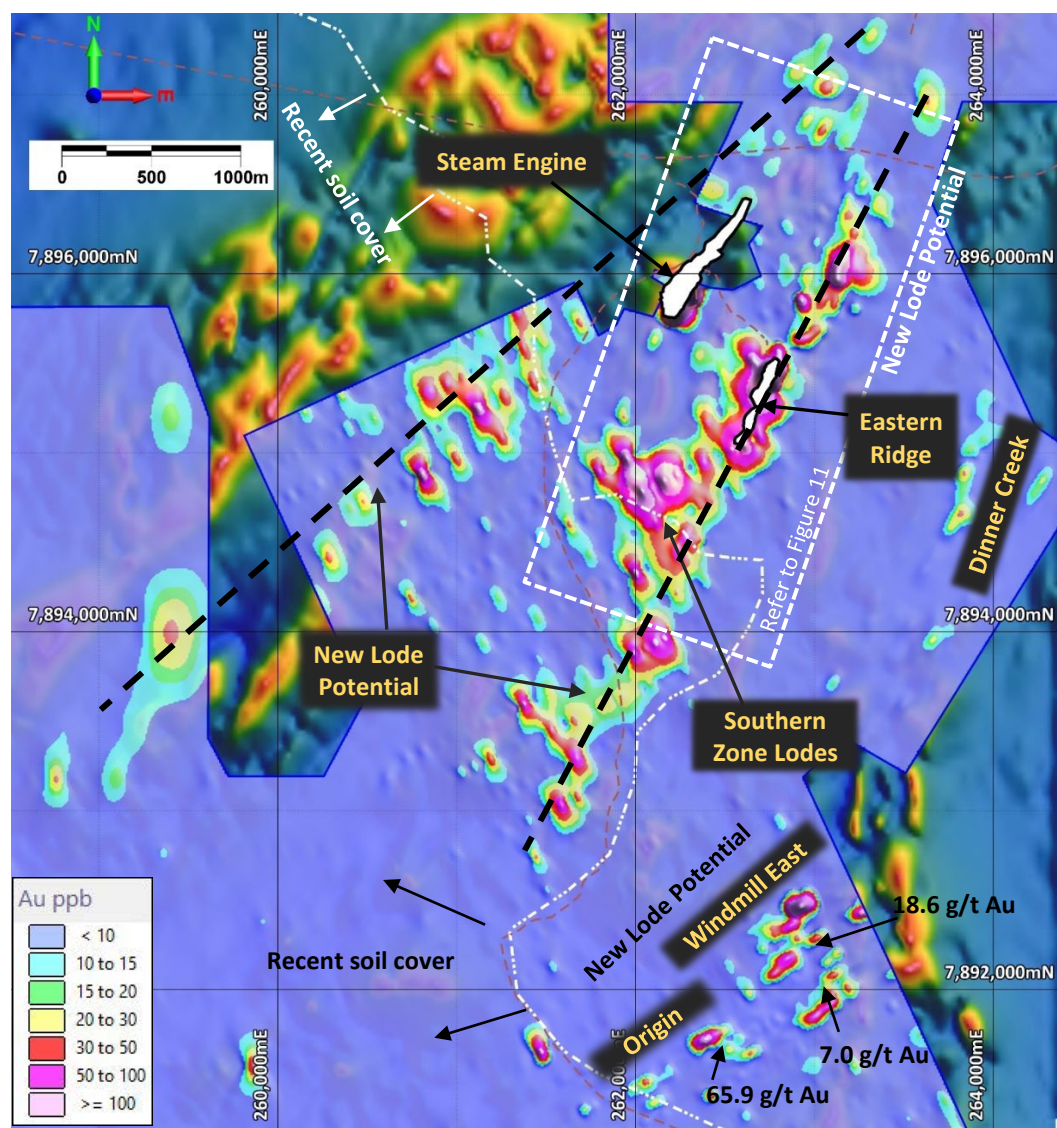 N
E
260,000mE
262,000mE
264,000mE
0 500 1000m
Recent soil cover
Steam Engine
New Lode Potential
7,896,000mN
7,896,000mN
Eastern
Ridge
Refer to Figure 11
Dinner Creek
7,894,000mN
7,894,000mN
New Lode
Potential
Southern
Zone Lodes
New Lode Potential
Windmill East
18.6 g/t Au
Recent soil cover
7,892,000mN
Origin
7.0 g/t Au
65.9 g/t Au
260,000mE
262,000mE
264,000mE
Au ppb
< 10
10 to 15
15 to 20
20 to 30
30 to 50
50 to 100
>= 100